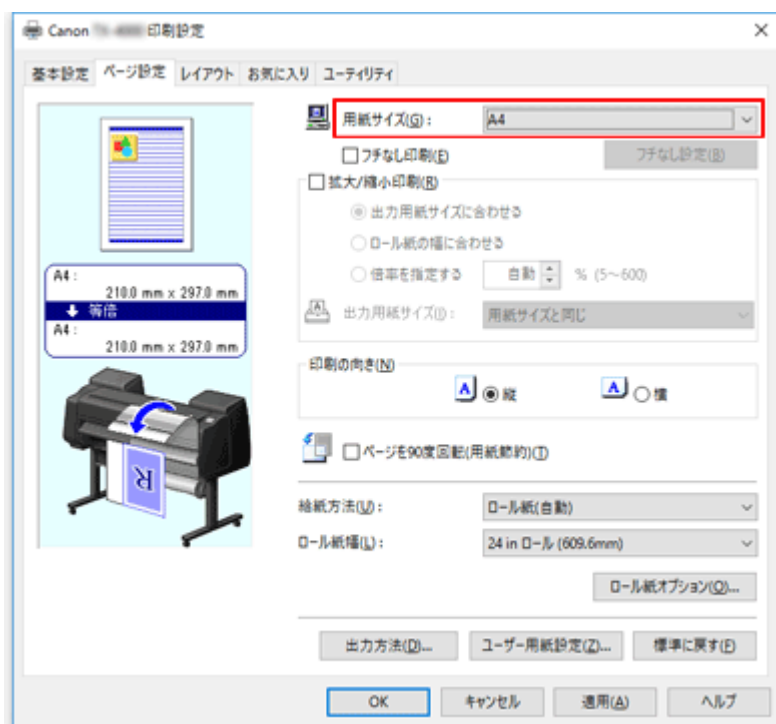 Canon 印刷設定
基本設定 ページ設定 レイアウト お気に入り ユーティリティ
用紙サイズ(G): A4
フチなし印刷(E) フチなし設定(B)
拡大/縮小印刷(R)
出力用紙サイズに合わせる
ロール紙の幅に合わせる
倍率を指定する 自動 % (5～600)
出力用紙サイズ(I): 用紙サイズと同じ
A4:
210.0 mm x 297.0 mm
等倍
A4:
210.0 mm x 297.0 mm
R
印刷の向き(N)
A 縦 A 横
ページを90度回転(用紙節約)(T)
給紙方法(U): ロール紙(自動)
ロール紙幅(L): 24 in ロール (609.6mm)
ロール紙オプション(O)...
出力方法(D)... ユーザー用紙設定(Z)... 標準に戻す(F)
OK キャンセル 適用(A) ヘルプ